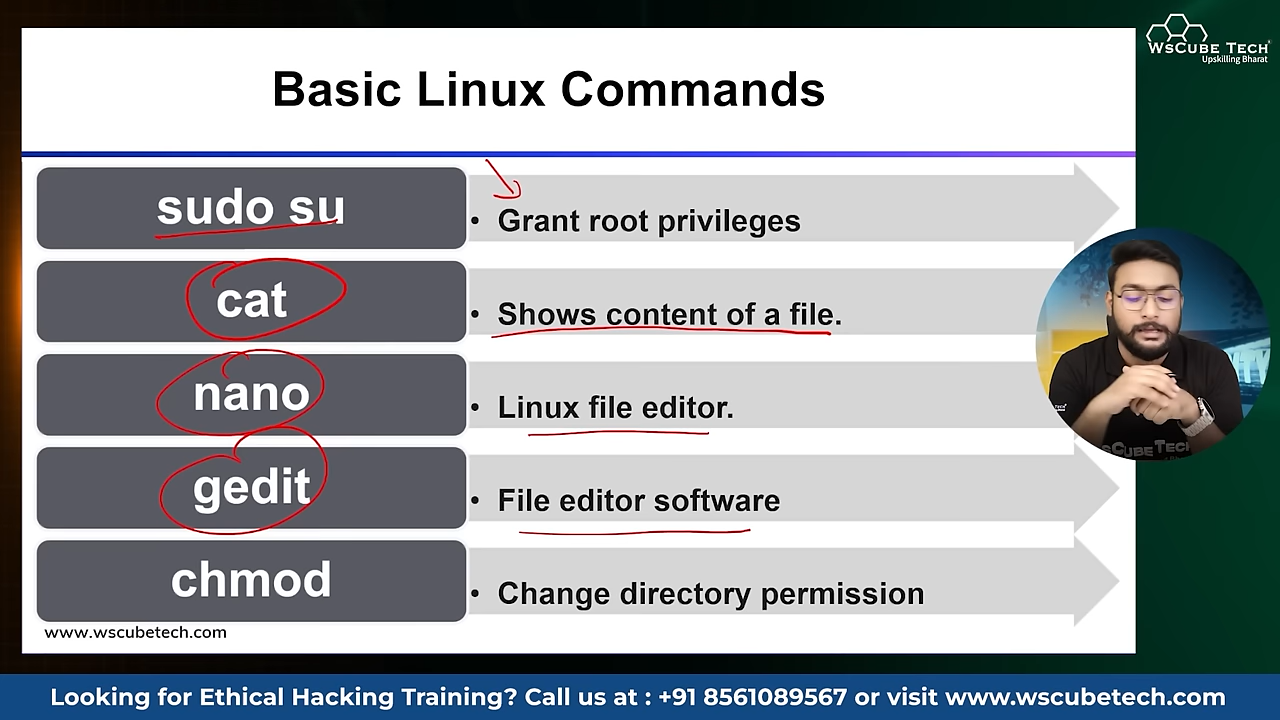 WsCube Tech
Upskilling Bharat
Basic Linux Commands
sudo su
• Grant root privileges
cat
• Shows content of a file.
nano
• Linux file editor.
gedit
• File editor software
chmod
• Change directory permission
www.wscubetech.com
CUBE TECH
Looking for Ethical Hacking Training? Call us at : +91 8561089567 or visit www.wscubetech.com